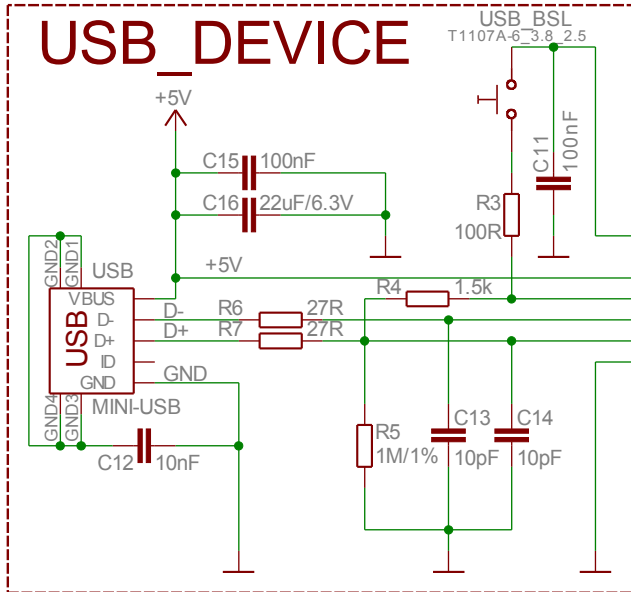 USB_DEVICE
USB_BSL
T1107A-6_3.8_2.5
+5V
C15 100nF
C16 22uF/6.3V
C11
100nF
R3
100R
GND2
GND1
USB
+5V
R4 1.5k
VBUS
D-
D+
ID
GND
USB
D-
D+
R6 27R
R7 27R
GND
GND4
GND3
MINI-USB
C12 10nF
R5
1M/1%
C13
10pF
C14
10pF